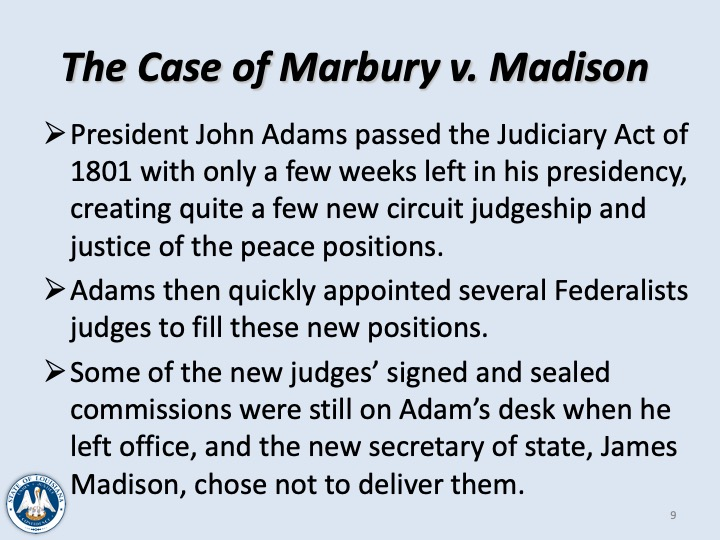 The Case of Marbury v. Madison
➢President John Adams passed the Judiciary Act of
1801 with only a few weeks left in his presidency,
creating quite a few new circuit judgeship and
justice of the peace positions.
➢Adams then quickly appointed several Federalists
judges to fill these new positions.
➢Some of the new judges’ signed and sealed
commissions were still on Adam’s desk when he
left office, and the new secretary of state, James
Madison, chose not to deliver them.
STATE OF LOUISIANA
CONFIDENCE
9